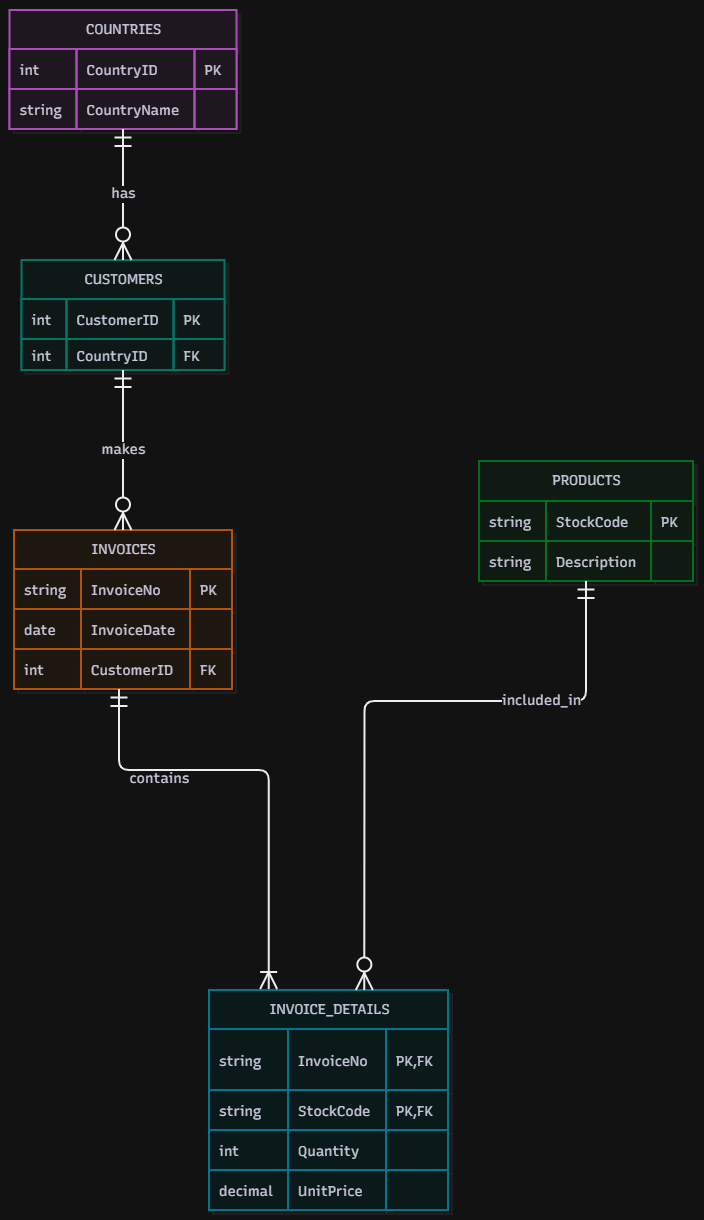 COUNTRIES
int CountryID PK
string CountryName
has
CUSTOMERS
int CustomerID PK
int CountryID FK
makes
INVOICES
string InvoiceNo PK
date InvoiceDate
int CustomerID FK
PRODUCTS
string StockCode PK
string Description
included_in
contains
INVOICE_DETAILS
string InvoiceNo PK,FK
string StockCode PK,FK
int Quantity
decimal UnitPrice